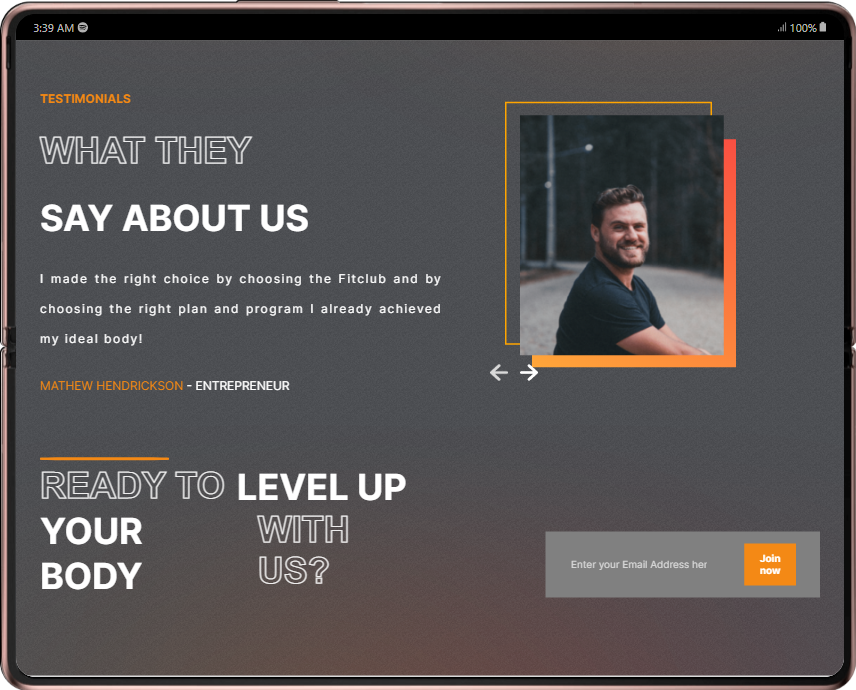 3:39 AM
100%
TESTIMONIALS
WHAT THEY
SAY ABOUT US
I made the right choice by choosing the Fitclub and by
choosing the right plan and program I already achieved
my ideal body!
MATHEW HENDRICKSON - ENTREPRENEUR
READY TO LEVEL UP
YOUR WITH
BODY US?
Enter your Email Address her
Join
now